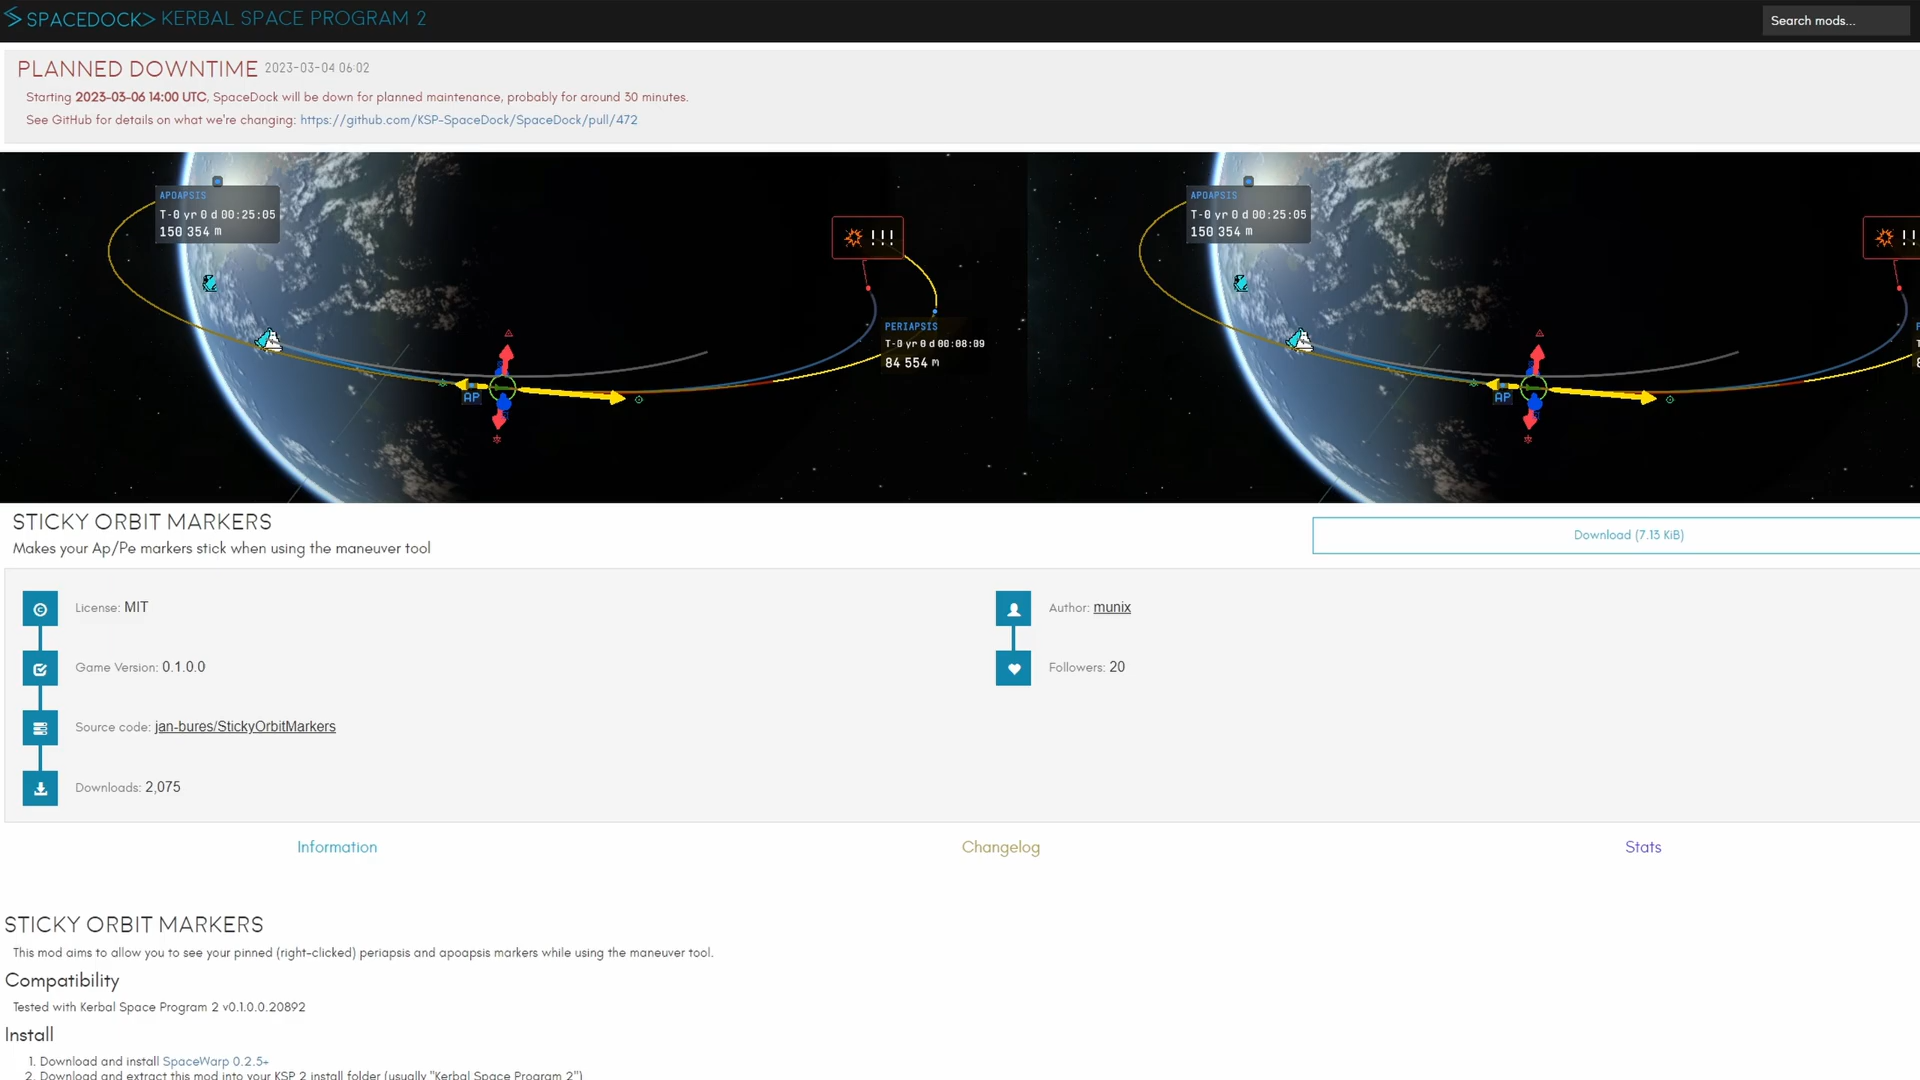 SPACEDOCK> KERBAL SPACE PROGRAM 2
Search mods...
PLANNED DOWNTIME 2023-03-04 06:02
Starting 2023-03-06 14:00 UTC, SpaceDock will be down for planned maintenance, probably for around 30 minutes.
See GitHub for details on what we're changing: https://github.com/KSP-SpaceDock/SpaceDock/pull/472
APOAPSIS
T-0 yr 0 d 00:25:05
150 354 m
!!!
PERIAPSIS
T-0 yr 0 d 00:08:09
84 554 m
AP
APOAPSIS
T-0 yr 0 d 00:25:05
150 354 m
!!
AP
STICKY ORBIT MARKERS
Makes your Ap/Pe markers stick when using the maneuver tool
Download (7.13 KiB)
License: MIT
Author: munix
Game Version: 0.1.0.0
Followers: 20
Source code: jan-bures/StickyOrbitMarkers
Downloads: 2,075
Information
Changelog
Stats
STICKY ORBIT MARKERS
This mod aims to allow you to see your pinned (right-clicked) periapsis and apoapsis markers while using the maneuver tool.
Compatibility
Tested with Kerbal Space Program 2 v0.1.0.0.20892
Install
1. Download and install SpaceWarp 0.2.5+
2. Download and extract this mod into your KSP 2 install folder (usually "Kerbal Space Program 2")